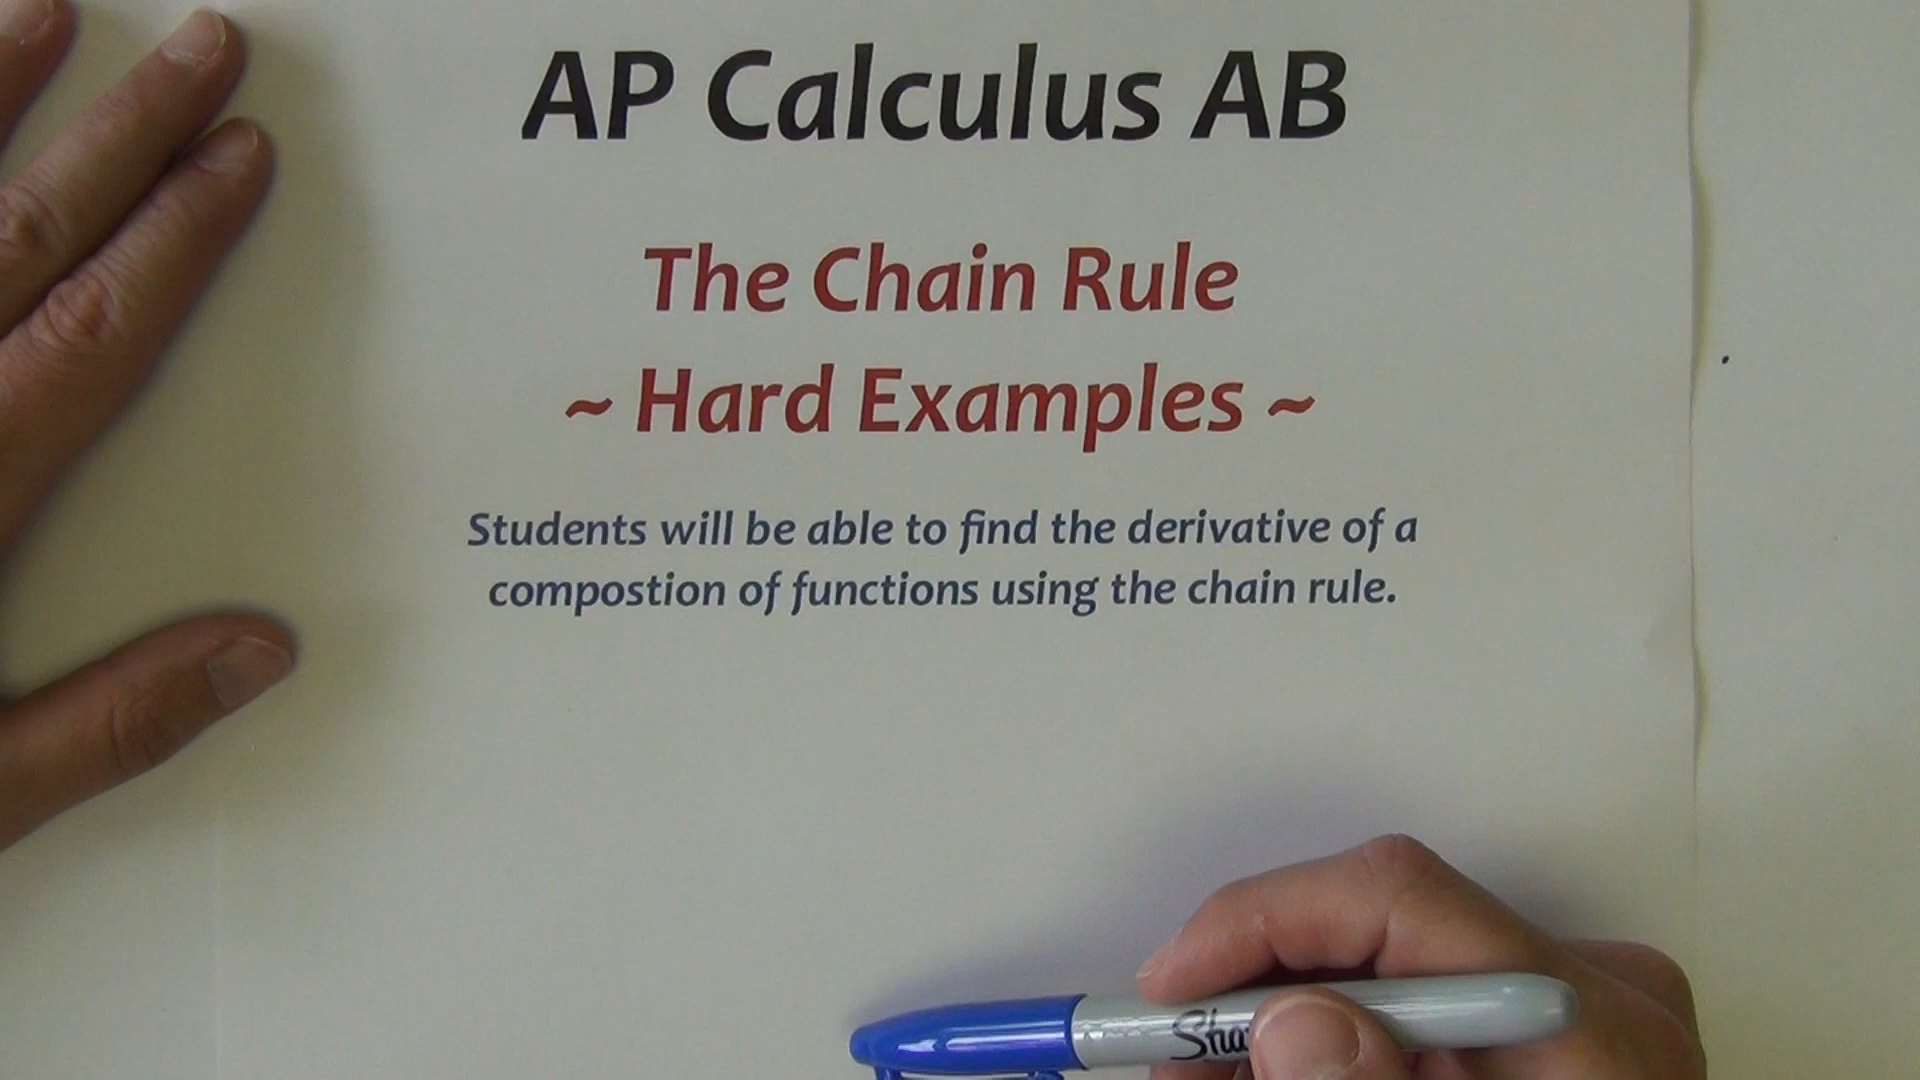 AP Calculus AB
The Chain Rule
~ Hard Examples ~
Students will be able to find the derivative of a
compostion of functions using the chain rule.
Sha